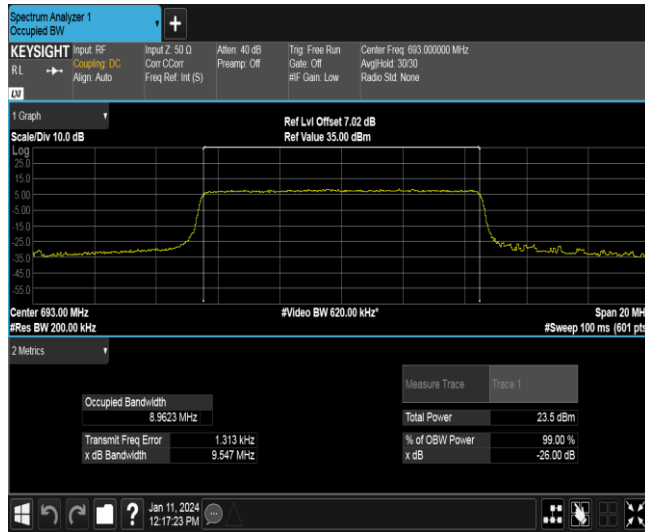 Spectrum Analyzer 1
Occupied BW
+
KEYSIGHT Input: RF Input Z: 50 Ω Atten: 40 dB Trig: Free Run Center Freq: 693.000000 MHz
RL Coupling: DC Corr CCorr Preamp: Off Gate: Off Avg|Hold: 30/30
Align: Auto Freq Ref: Int (S) #IF Gain: Low Radio Std: None
LXI
1 Graph
Scale/Div 10.0 dB
Ref Lvl Offset 7.02 dB
Ref Value 35.00 dBm
Log
25.0
15.0
5.00
-5.00
-15.0
-25.0
-35.0
-45.0
-55.0
Center 693.00 MHz #Video BW 620.00 kHz* Span 20 MH
#Res BW 200.00 kHz #Sweep 100 ms (601 pts
2 Metrics
Measure Trace Trace 1
Occupied Bandwidth
8.9623 MHz
Total Power 23.5 dBm
Transmit Freq Error 1.313 kHz % of OBW Power 99.00 %
x dB Bandwidth 9.547 MHz x dB -26.00 dB
? Jan 11, 2024
12:17:23 PM